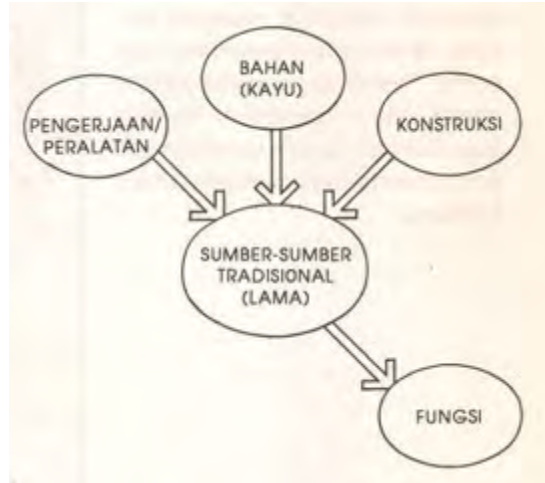 BAHAN
(KAYU)
PENGERJAAN/
PERALATAN
KONSTRUKSI
SUMBER-SUMBER
TRADISIONAL
(LAMA)
FUNGSI